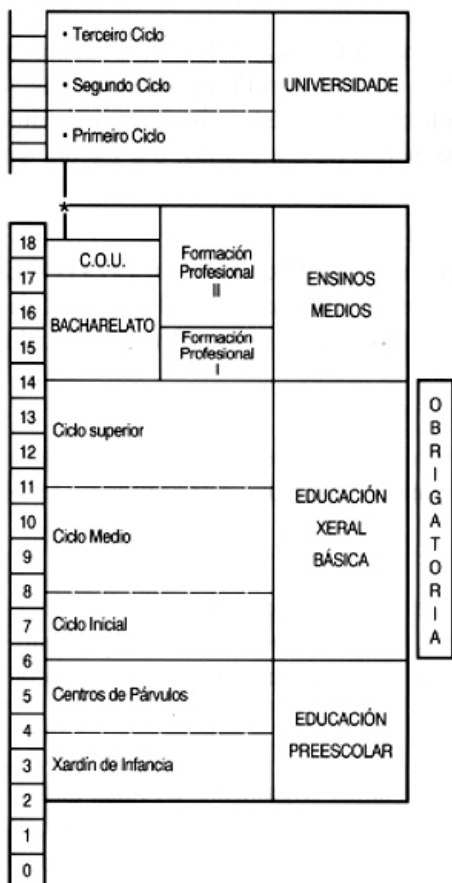 • Terceiro Ciclo
• Segundo Ciclo
UNIVERSIDADE
• Primeiro Ciclo
*
18
C.O.U.
Formación
Profesional
II
17
ENSINOS
MEDIOS
16
BACHARELATO
15
Formación
Profesional
I
14
13
Ciclo superior
12
11
EDUCACIÓN
XERAL
BÁSICA
10
Ciclo Medio
9
8
7
Ciclo Inicial
6
OBRIGATORIA
5
Centros de Párvulos
EDUCACIÓN
PREESCOLAR
4
3
Xardín de Infancia
2
1
0